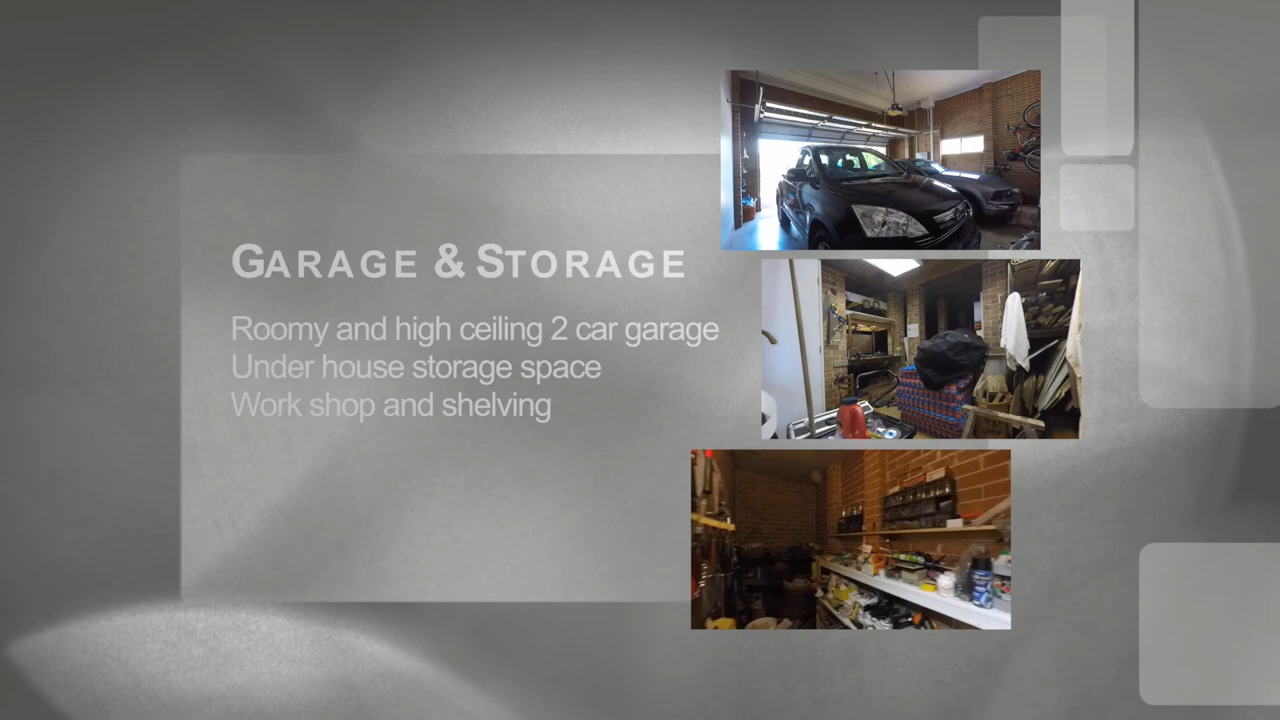 GARAGE & STORAGE
Roomy and high ceiling 2 car garage
Under house storage space
Work shop and shelving